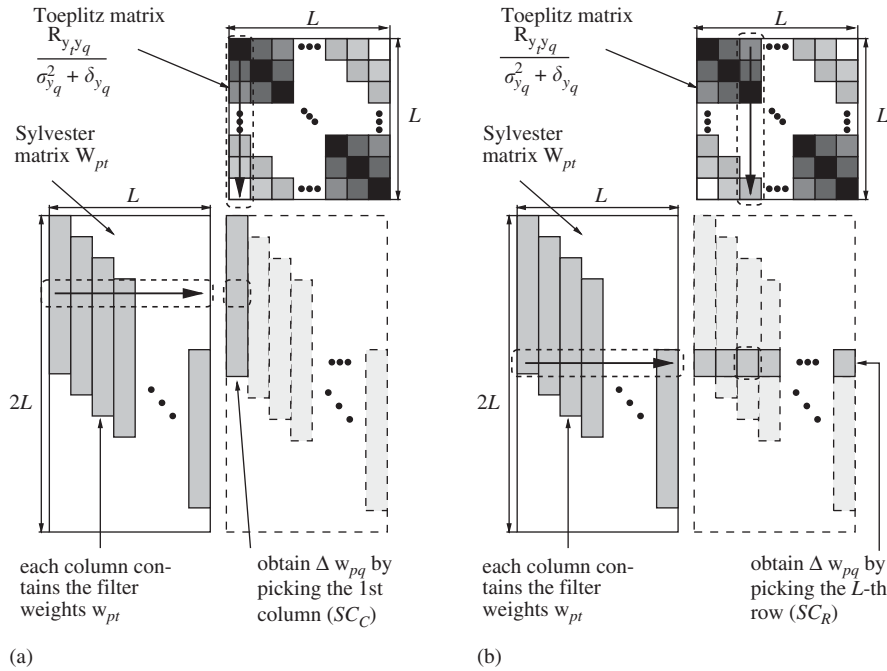 Toeplitz matrix
R_{y_t y_q}
σ²_{y_q} + δ_{y_q}
L
L
Sylvester
matrix W_{pt}
L
2L
each column con-
tains the filter
weights w_{pt}
obtain Δ w_{pq} by
picking the 1st
column (SC_C)
(a)
Toeplitz matrix
R_{y_t y_q}
σ²_{y_q} + δ_{y_q}
L
L
Sylvester
matrix W_{pt}
L
2L
each column con-
tains the filter
weights w_{pt}
obtain Δ w_{pq} by
picking the L-th
row (SC_R)
(b)